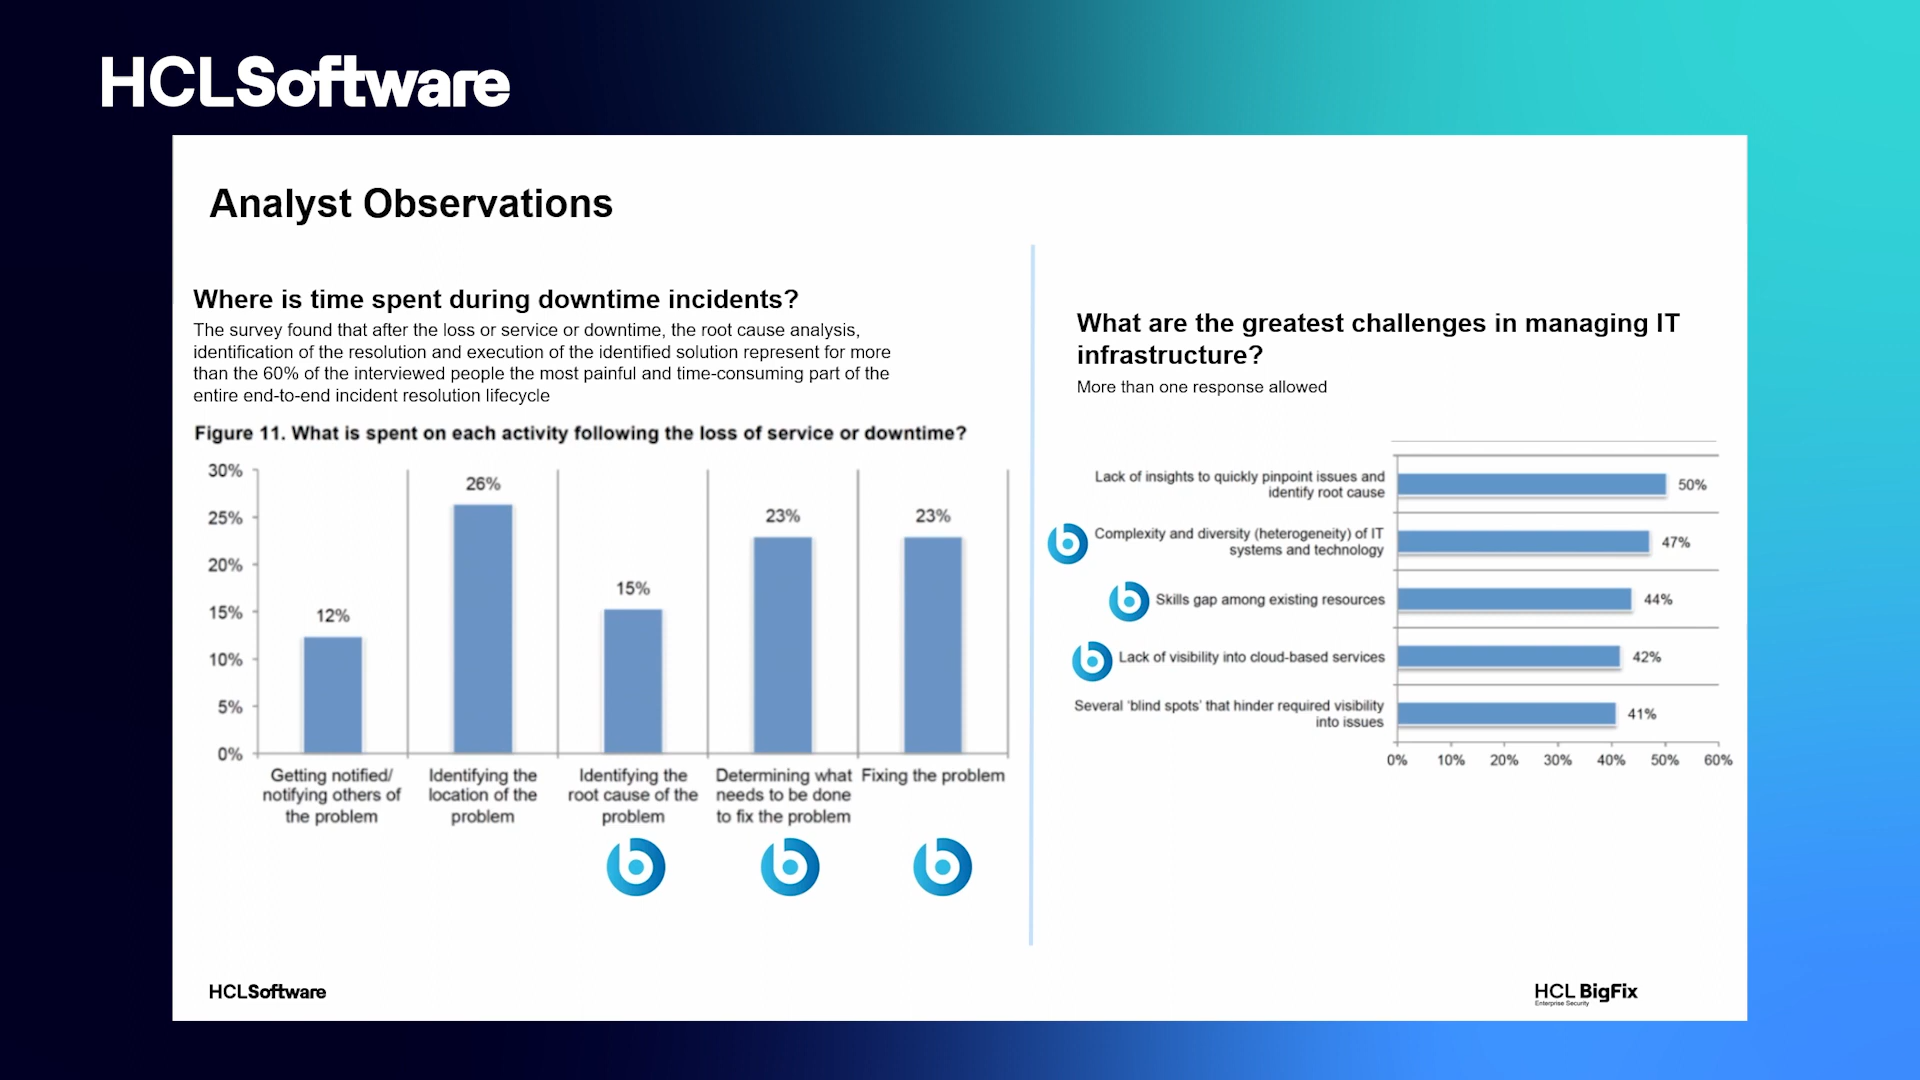 HCLSoftware
Analyst Observations
Where is time spent during downtime incidents?
The survey found that after the loss or service or downtime, the root cause analysis,
identification of the resolution and execution of the identified solution represent for more
than the 60% of the interviewed people the most painful and time-consuming part of the
entire end-to-end incident resolution lifecycle
Figure 11. What is spent on each activity following the loss of service or downtime?
30%
25%
20%
15%
10%
5%
0%
12%
26%
15%
23%
23%
Getting notified/
notifying others of
the problem
Identifying the
location of the
problem
Identifying the
root cause of the
problem
Determining what
needs to be done
to fix the problem
Fixing the problem
What are the greatest challenges in managing IT
infrastructure?
More than one response allowed
Lack of insights to quickly pinpoint issues and
identify root cause
50%
Complexity and diversity (heterogeneity) of IT
systems and technology
47%
Skills gap among existing resources
44%
Lack of visibility into cloud-based services
42%
Several 'blind spots' that hinder required visibility
into issues
41%
0% 10% 20% 30% 40% 50% 60%
HCLSoftware
HCL BigFix
Enterprise Security